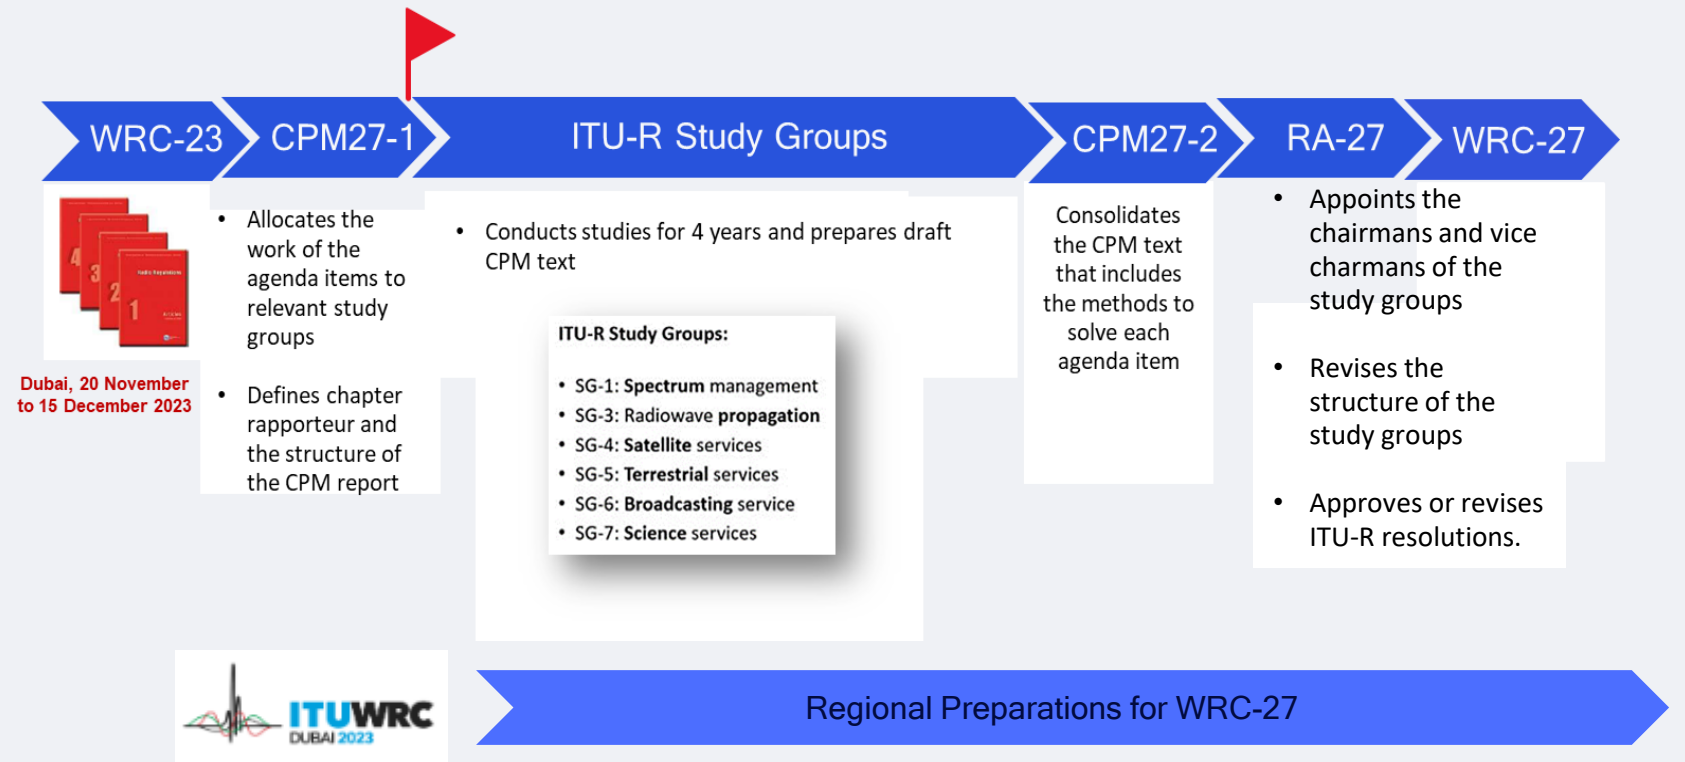 WRC-23
CPM27-1
ITU-R Study Groups
CPM27-2
RA-27
WRC-27
4
3
2
1
Radio Regulations
Dubai, 20 November
to 15 December 2023
• Allocates the
work of the
agenda items to
relevant study
groups
• Defines chapter
rapporteur and
the structure of
the CPM report
• Conducts studies for 4 years and prepares draft
CPM text
ITU-R Study Groups:
• SG-1: Spectrum management
• SG-3: Radiowave propagation
• SG-4: Satellite services
• SG-5: Terrestrial services
• SG-6: Broadcasting service
• SG-7: Science services
Consolidates
the CPM text
that includes
the methods to
solve each
agenda item
• Appoints the
chairmans and vice
charmans of the
study groups
• Revises the
structure of the
study groups
• Approves or revises
ITU-R resolutions.
ITUWRC
DUBAI 2023
Regional Preparations for WRC-27